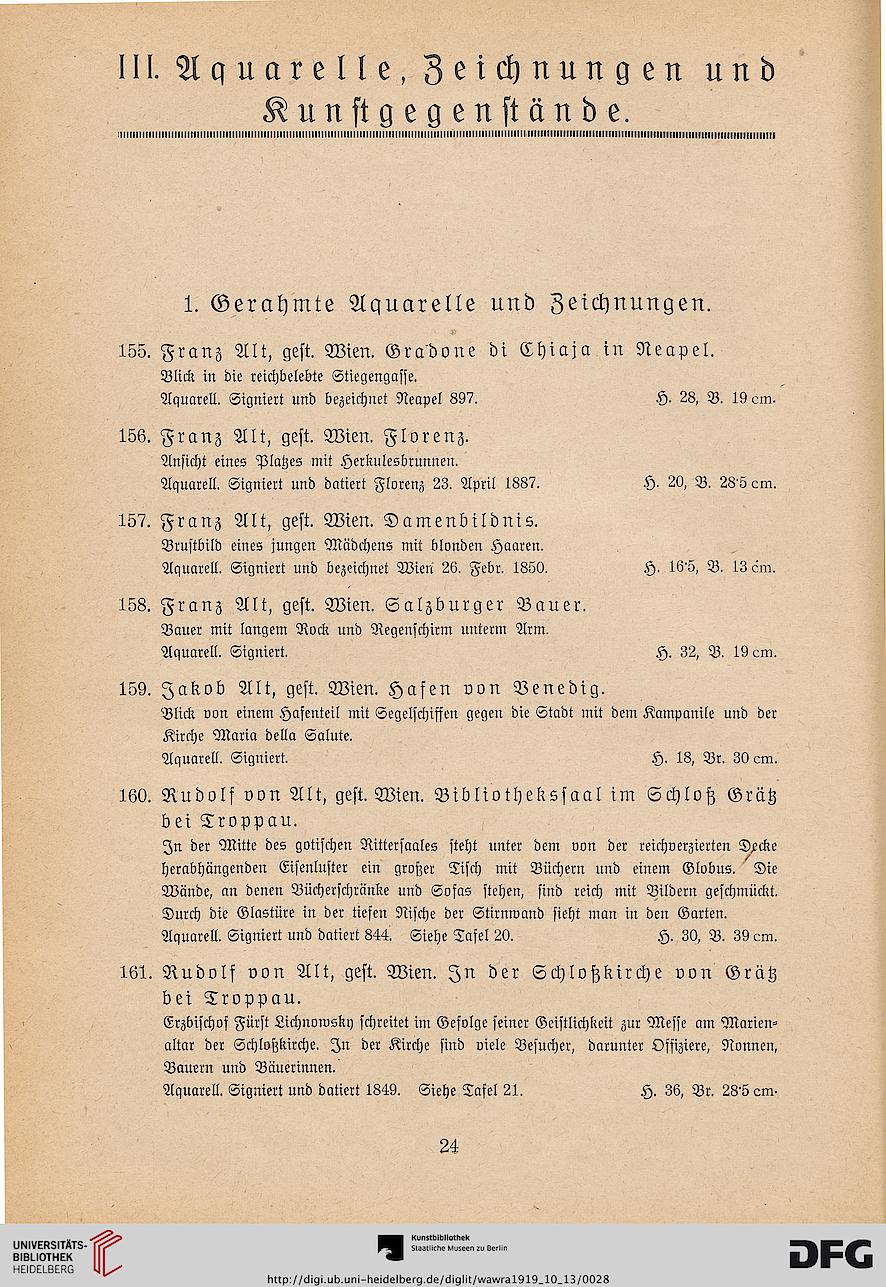 III. Aquarelle, Zeichnungen und
Kunstgegenstände.
1. Gerahmte Aquarelle und Zeichnungen.
155. Franz Alt, gest. Wien. Gradone di Chiaja in Neapel.
Blick in die reichbelebte Stiegengasse.
Aquarell. Signiert und bezeichnet Neapel 897. H. 28, B. 19 cm.
156. Franz Alt, gest. Wien. Florenz.
Ansicht eines Platzes mit Herkulesbrunnen.
Aquarell. Signiert und datiert Florenz 23. April 1887. H. 20, B. 28·5 cm.
157. Franz Alt, gest. Wien. Damenbildnis.
Brustbild eines jungen Mädchens mit blonden Haaren.
Aquarell. Signiert und bezeichnet Wien 26. Febr. 1850. H. 16·5, B. 13 cm.
158. Franz Alt, gest. Wien. Salzburger Bauer.
Bauer mit langem Rock und Regenschirm unterm Arm.
Aquarell. Signiert. H. 32, B. 19 cm.
159. Jakob Alt, gest. Wien. Hafen von Venedig.
Blick von einem Hafenteil mit Segelschiffen gegen die Stadt mit dem Kampanile und der
Kirche Maria della Salute.
Aquarell. Signiert. H. 18, Br. 30 cm.
160. Rudolf von Alt, gest. Wien. Bibliothekssaal im Schloß Grätz
bei Troppau.
In der Mitte des gotischen Rittersaales steht unter dem von der reichverzierten Decke
herabhängenden Eisenluster ein großer Tisch mit Büchern und einem Globus. Die
Wände, an denen Bücherschränke und Sofas stehen, sind reich mit Bildern geschmückt.
Durch die Glastüre in der tiefen Nische der Stirnwand sieht man in den Garten.
Aquarell. Signiert und datiert 844. Siehe Tafel 20. H. 30, B. 39 cm.
161. Rudolf von Alt, gest. Wien. In der Schloßkirche von Grätz
bei Troppau.
Erzbischof Fürst Lichnowsky schreitet im Gefolge seiner Geistlichkeit zur Messe am Marien-
altar der Schloßkirche. In der Kirche sind viele Besucher, darunter Offiziere, Nonnen,
Bauern und Bäuerinnen.
Aquarell. Signiert und datiert 1849. Siehe Tafel 21. H. 36, Br. 28·5 cm.
24
UNIVERSITÄTS-
BIBLIOTHEK
HEIDELBERG
Kunstbibliothek
Staatliche Museen zu Berlin
DFG
http://digi.ub.uni-heidelberg.de/diglit/wawra1919_10_13/0028